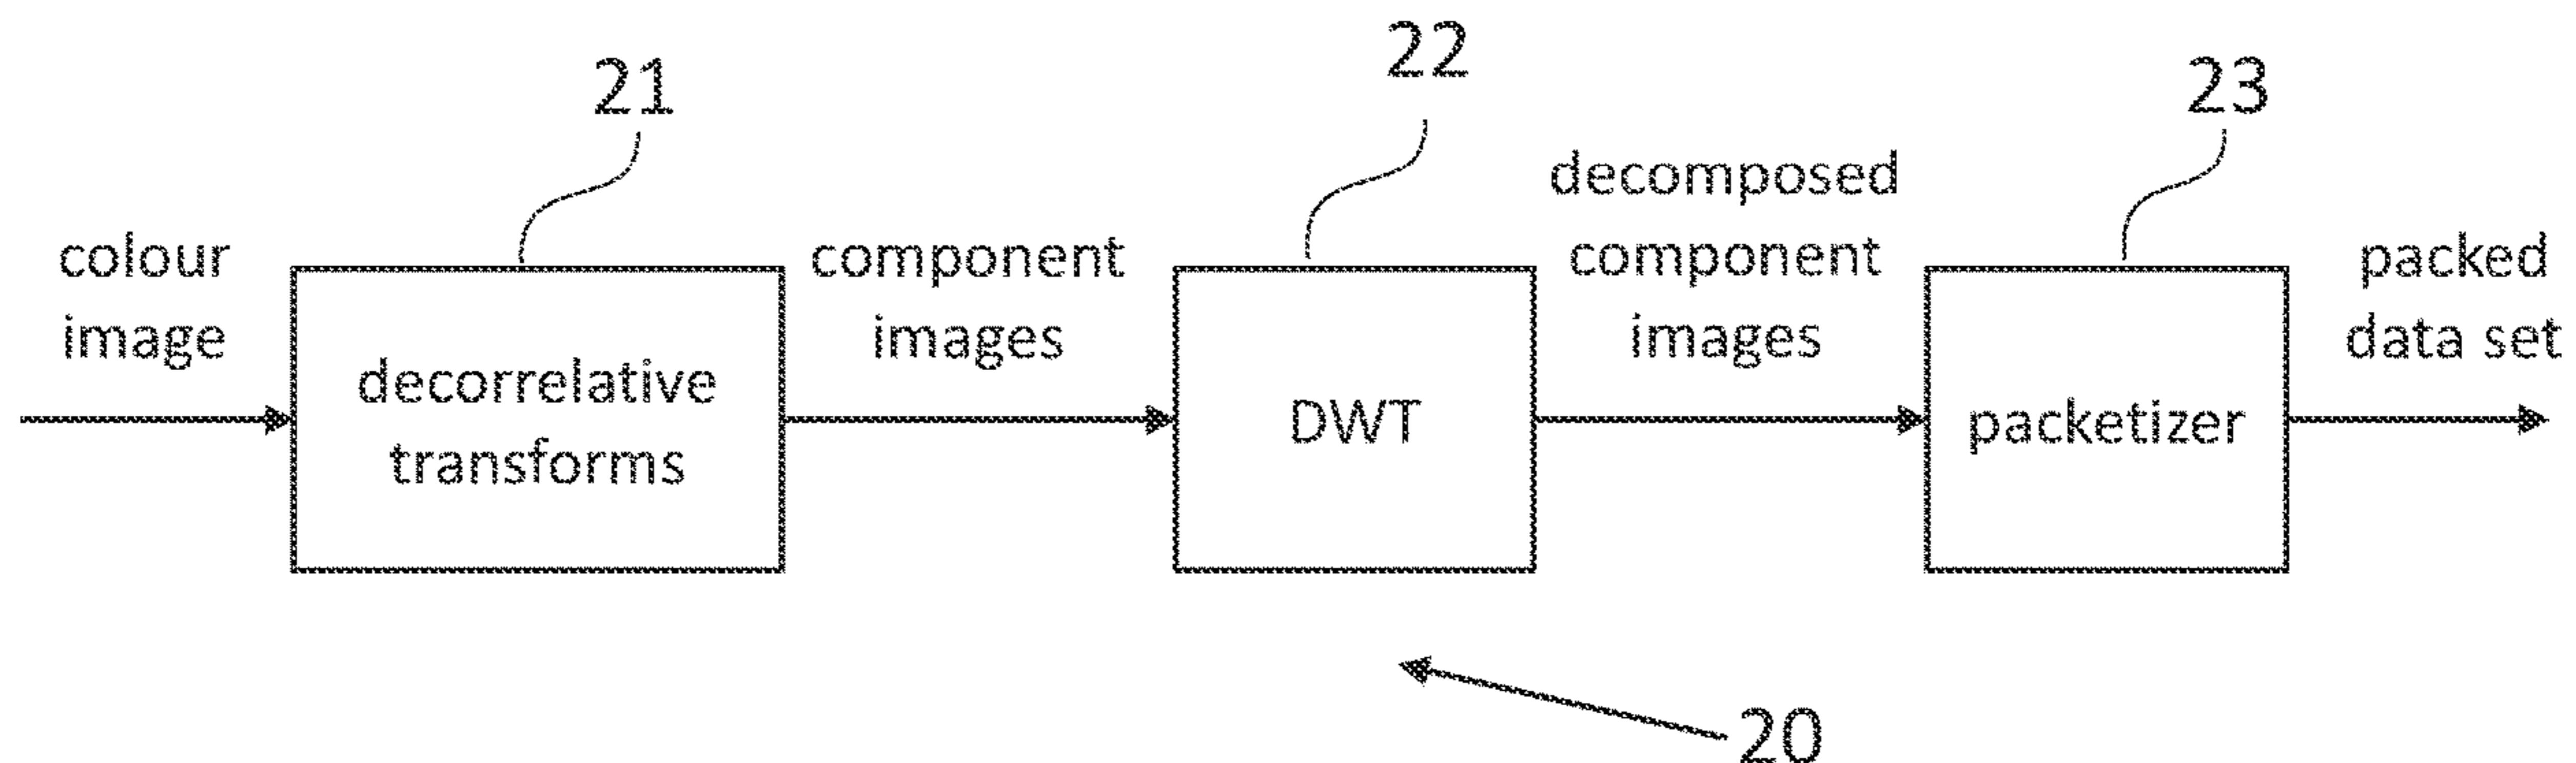 21
22
23
colour
image
decorrelative
transforms
component
images
DWT
decomposed
component
images
packetizer
packed
data set
20